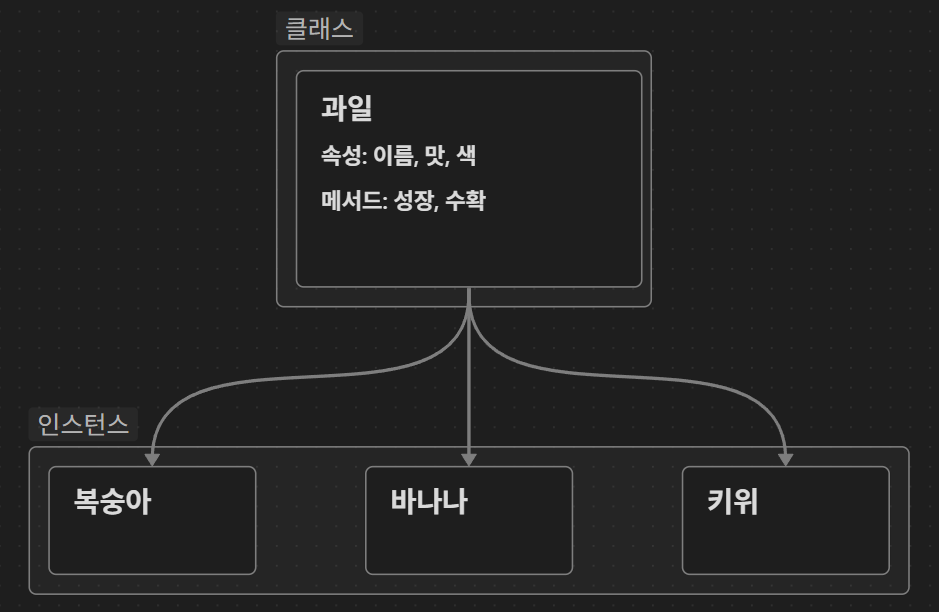 클래스
과일
속성: 이름, 맛, 색
메서드: 성장, 수확
인스턴스
복숭아
바나나
키위